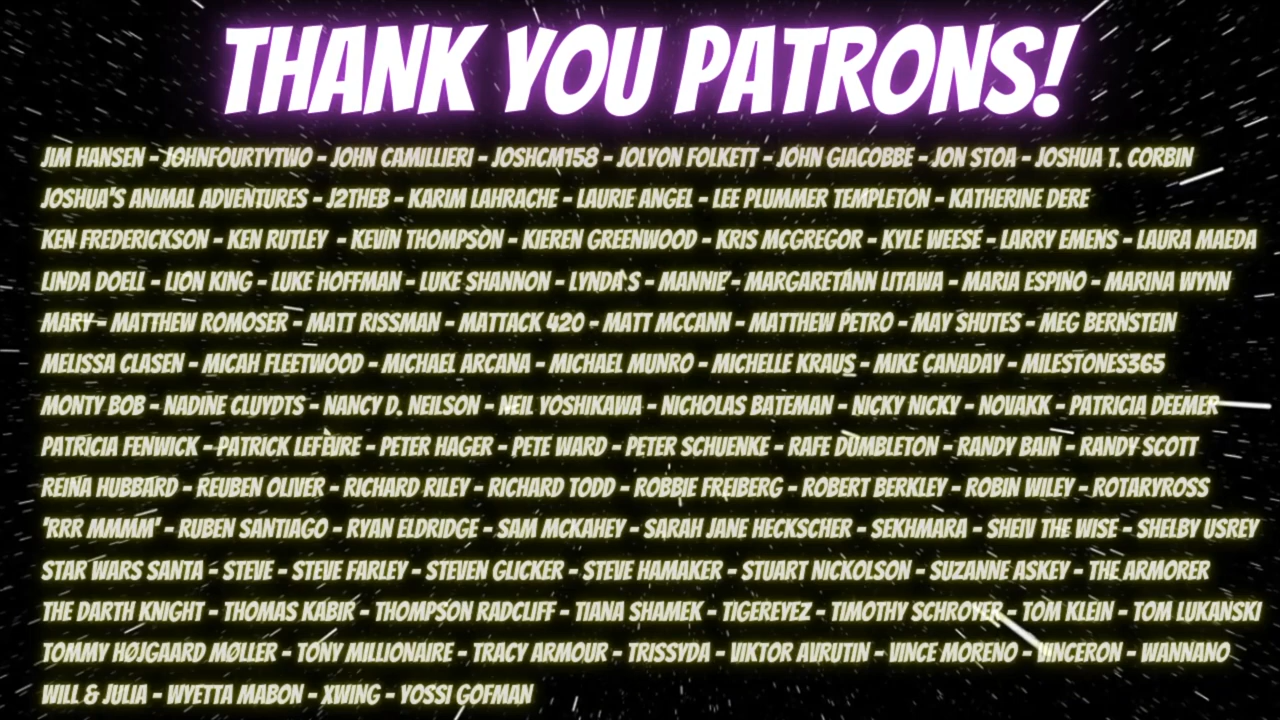 THANK YOU PATRONS!
JIM HANSEN - JOHNFOURTYTWO - JOHN CAMILLIERI - JOSHCM158 - JOLYON FOLKETT - JOHN GIACOBBE - JON STOA - JOSHUA T. CORBIN
JOSHUA'S ANIMAL ADVENTURES - J2THEB - KARIM LAHRACHE - LAURIE ANGEL - LEE PLUMMER TEMPLETON - KATHERINE DERE
KEN FREDERICKSON - KEN RUTLEY - KEVIN THOMPSON - KIEREN GREENWOOD - KRIS MCGREGOR - KYLE WEESE - LARRY EMENS - LAURA MAEDA
LINDA DOELL - LION KING - LUKE HOFFMAN - LUKE SHANNON - LYNDA`S - MANNIE - MARGARETANN LITAWA - MARIA ESPINO - MARINA WYNN
MARY - MATTHEW ROMOSER - MATT RISSMAN - MATTACK 420 - MATT MCCANN - MATTHEW PETRO - MAY SHUTES - MEG BERNSTEIN
MELISSA CLASEN - MICAH FLEETWOOD - MICHAEL ARCANA - MICHAEL MUNRO - MICHELLE KRAUS - MIKE CANADAY - MILESTONES365
MONTY BOB - NADINE CLUYDTS - NANCY D. NEILSON - NEIL YOSHIKAWA - NICHOLAS BATEMAN - NICKY NICKY - NOVAKK - PATRICIA DEEMER
PATRICIA FENWICK - PATRICK LEFEIVRE - PETER HAGER - PETE WARD - PETER SCHUENKE - RAFE DUMBLETON - RANDY BAIN - RANDY SCOTT
REINA HUBBARD - REUBEN OLIVER - RICHARD RILEY - RICHARD TODD - ROBBIE FREIBERG - ROBERT BERKLEY - ROBIN WILEY - ROTARYROSS
'RRR MMMM' - RUBEN SANTIAGO - RYAN ELDRIDGE - SAM MCKAHEY - SARAH JANE HECKSCHER - SEKHMARA - SHEIV THE WISE - SHELBY USREY
STAR WARS SANTA - STEVE - STEVE FARLEY - STEVEN GLICKER - STEVE HAMAKER - STUART NICKOLSON - SUZANNE ASKEY - THE ARMORER
THE DARTH KNIGHT - THOMAS KABIR - THOMPSON RADCLIFF - TIANA SHAMEK - TIGEREYEZ - TIMOTHY SCHROYER - TOM KLEIN - TOM LUKANSKI
TOMMY HØJGAARD MØLLER - TONY MILLIONAIRE - TRACY ARMOUR - TRISSYDA - VIKTOR AVRUTIN - VINCE MORENO - VINCERON - WANNANO
WILL & JULIA - WYETTA MABON - XWING - YOSSI GOFMAN